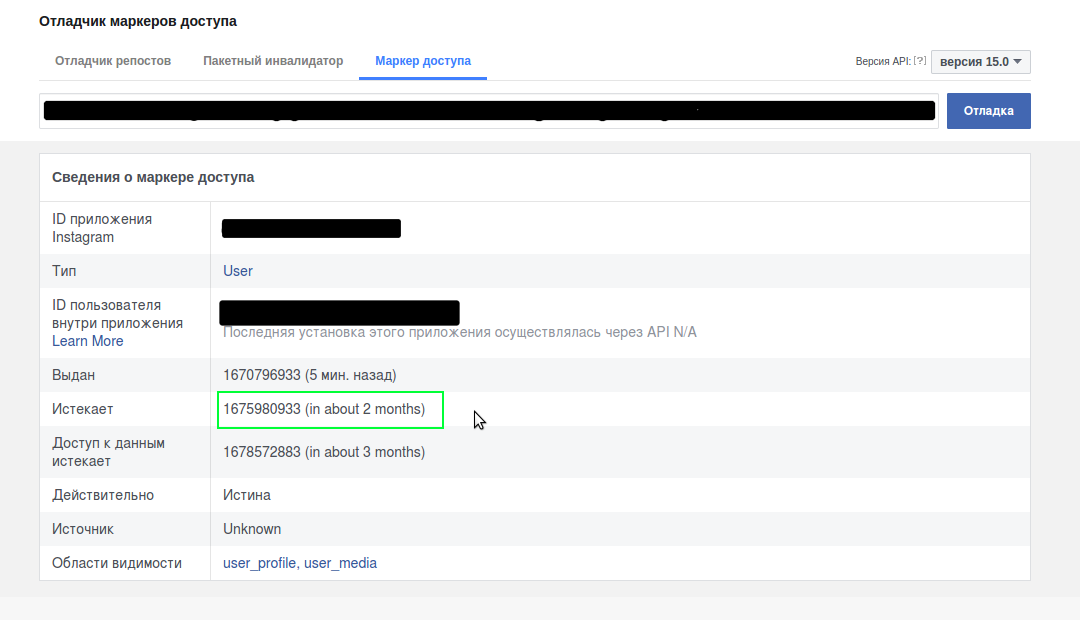 Отладчик маркеров доступа
Отладчик репостов
Пакетный инвалидатор
Маркер доступа
Версия API: [?]
версия 15.0
Отладка
Сведения о маркере доступа
ID приложения
Instagram
Тип
User
ID пользователя
внутри приложения
Learn More
Последняя установка этого приложения осуществлялась через API N/A
Выдан
1670796933 (5 мин. назад)
Истекает
1675980933 (in about 2 months)
Доступ к данным
истекает
1678572883 (in about 3 months)
Действительно
Истина
Источник
Unknown
Области видимости
user_profile, user_media